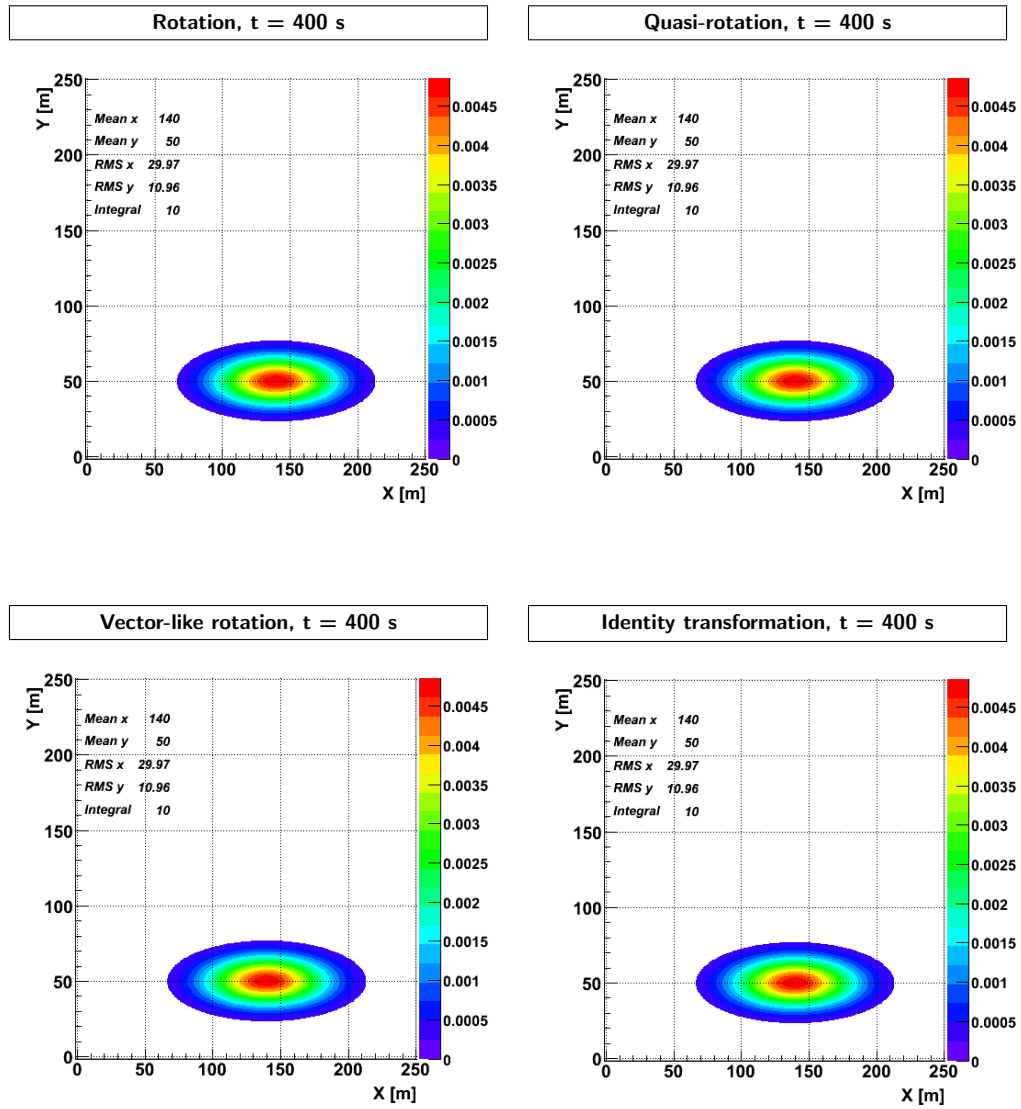 Rotation, t = 400 s
Y [m]
250
200
150
100
50
0
Mean x 140
Mean y 50
RMS x 29.97
RMS y 10.96
Integral 10
0.0045
0.004
0.0035
0.003
0.0025
0.002
0.0015
0.001
0.0005
0
0 50 100 150 200 250
X [m]
Quasi-rotation, t = 400 s
Y [m]
250
200
150
100
50
0
Mean x 140
Mean y 50
RMS x 29.97
RMS y 10.96
Integral 10
0.0045
0.004
0.0035
0.003
0.0025
0.002
0.0015
0.001
0.0005
0
0 50 100 150 200 250
X [m]
Vector-like rotation, t = 400 s
Y [m]
250
200
150
100
50
0
Mean x 140
Mean y 50
RMS x 29.97
RMS y 10.96
Integral 10
0.0045
0.004
0.0035
0.003
0.0025
0.002
0.0015
0.001
0.0005
0
0 50 100 150 200 250
X [m]
Identity transformation, t = 400 s
Y [m]
250
200
150
100
50
0
Mean x 140
Mean y 50
RMS x 29.97
RMS y 10.96
Integral 10
0.0045
0.004
0.0035
0.003
0.0025
0.002
0.0015
0.001
0.0005
0
0 50 100 150 200 250
X [m]